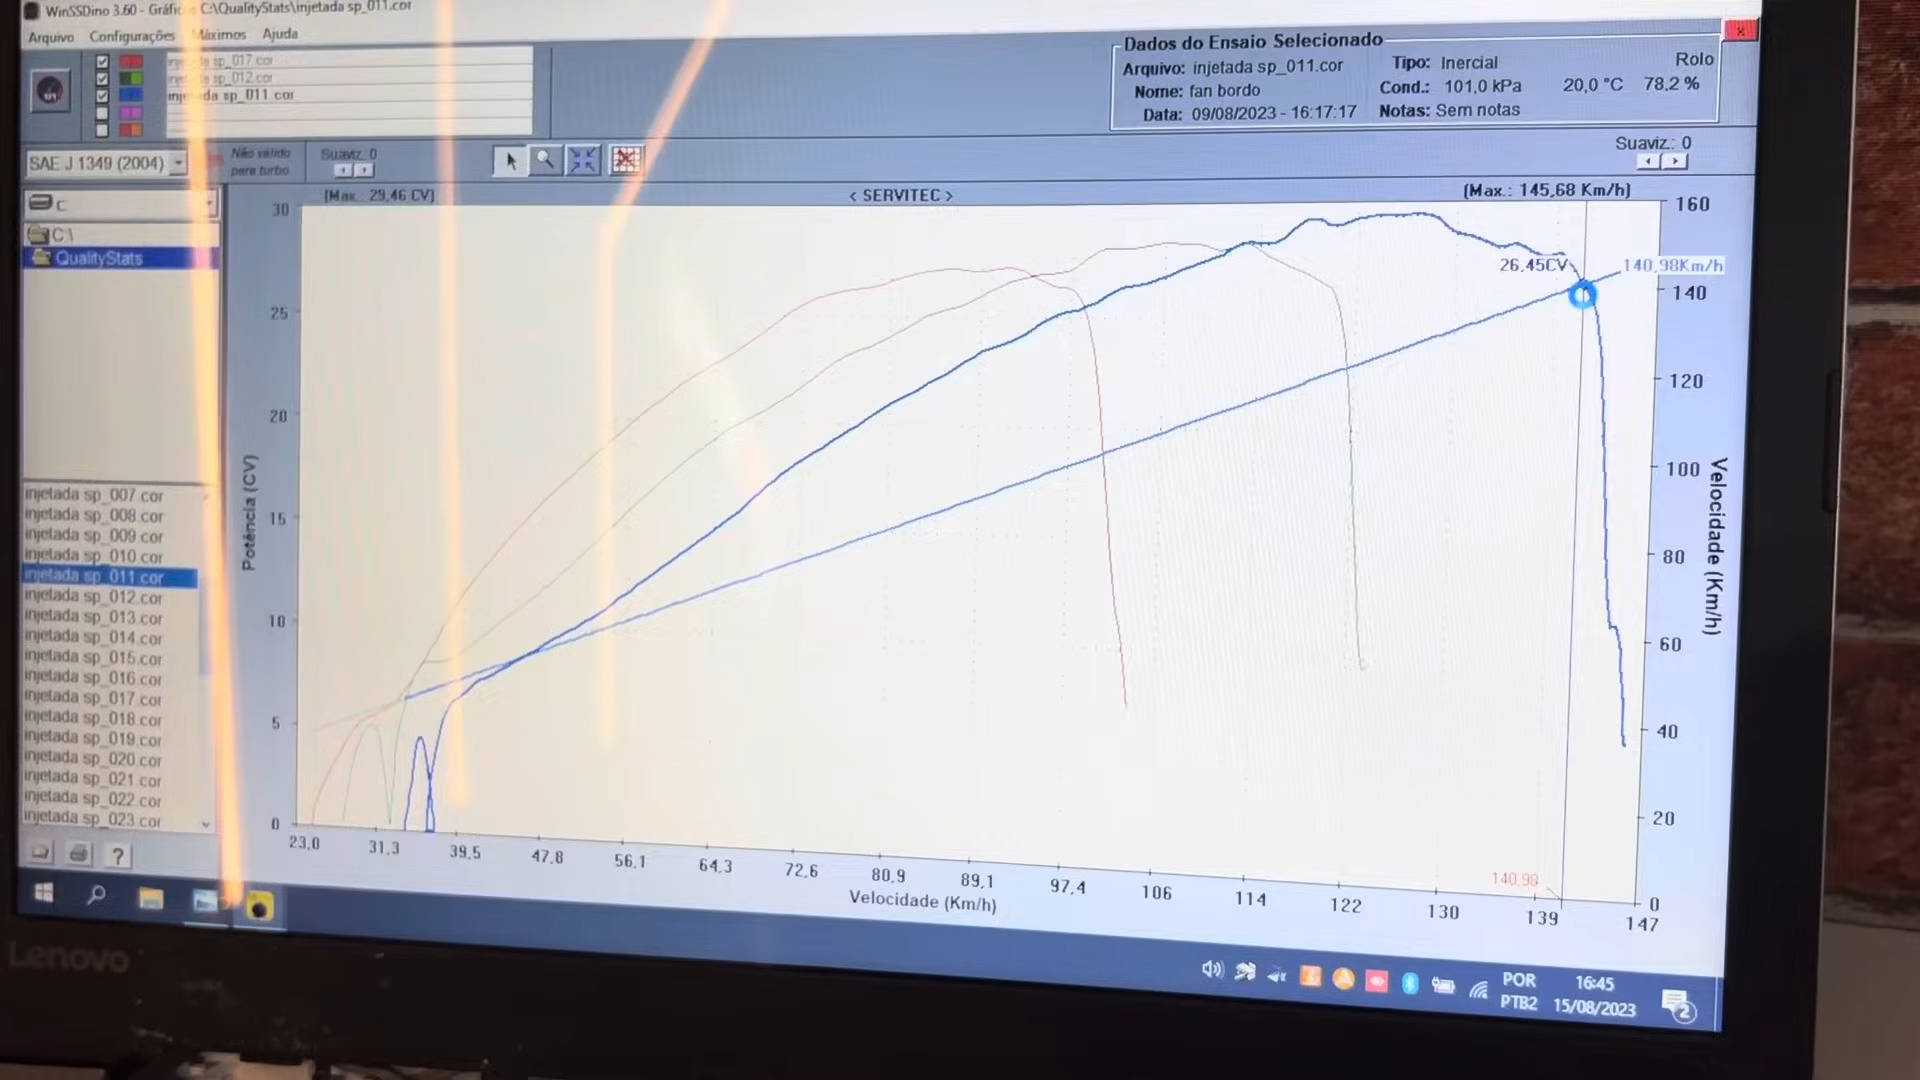 WinSSDino 3.60 - Gráfic C:\QualityStats\injetada sp_011.cor
Arquivo Configurações Máximos Ajuda
sp_017.cor
sp_012.cor
sp_011.cor
Dados do Ensaio Selecionado
Arquivo: injetada sp_011.cor
Nome: fan bordo
Data: 09/08/2023 - 16:17:17
Tipo: Inercial
Rolo
Cond.: 101,0 kPa 20,0 °C 78,2 %
Notas: Sem notas
SAE J 1349 (2004)
Não válido
para turbo
Suaviz: 0
Suaviz.: 0
C
C:\
QualityStats
[Max. 29,46 CV]
< SERVITEC >
[Max.: 145,68 Km/h]
30
25
20
15
10
5
0
Potência (CV)
26,45CV
140,98Km/h
160
140
120
100
80
60
40
20
0
Velocidade (Km/h)
140,98
23,0 31,3 39,5 47,8 56,1 64,3 72,6 80,9 89,1 97,4 106 114 122 130 139 147
Velocidade (Km/h)
injetada sp_007.cor
injetada sp_008.cor
injetada sp_009.cor
injetada sp_010.cor
injetada sp_011.cor
injetada sp_012.cor
injetada sp_013.cor
injetada sp_014.cor
injetada sp_015.cor
injetada sp_016.cor
injetada sp_017.cor
injetada sp_018.cor
injetada sp_019.cor
injetada sp_020.cor
injetada sp_021.cor
injetada sp_022.cor
injetada sp_023.cor
?
POR
PTB2
16:45
15/08/2023
2
Lenovo